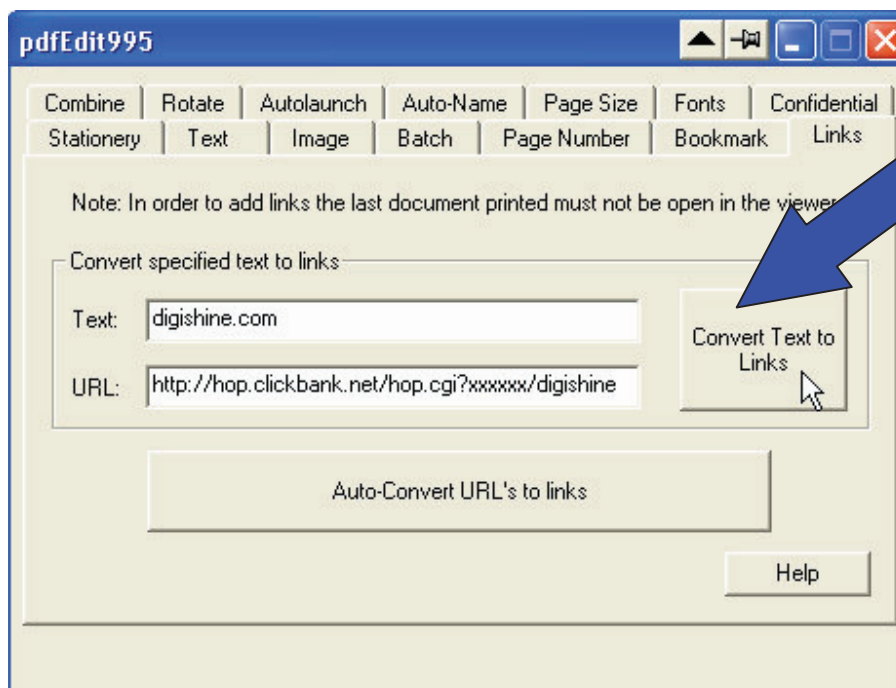 pdfEdit995
Combine Rotate Autolaunch Auto-Name Page Size Fonts Confidential
Stationery Text Image Batch Page Number Bookmark Links
Note: In order to add links the last document printed must not be open in the viewer
Convert specified text to links
Text: digishine.com
URL: http://hop.clickbank.net/hop.cgi?xxxxxx/digishine
Convert Text to
Links
Auto-Convert URL's to links
Help